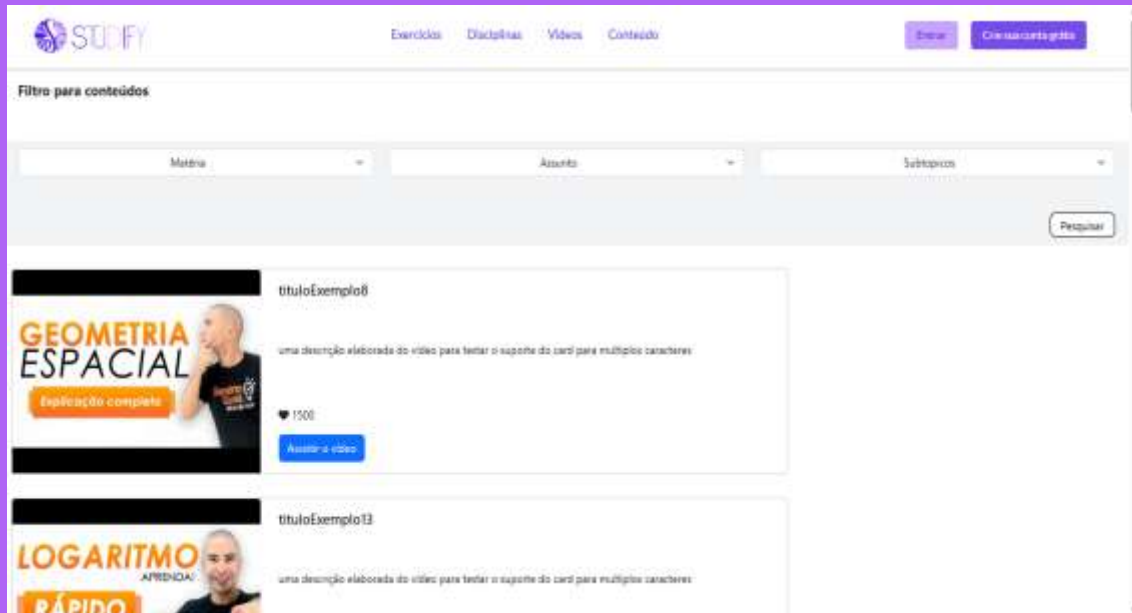 STUDIFY
Exercícios Disciplinas Vídeos Conteúdo
Entrar Crie sua conta grátis
Filtro para conteúdos
Matéria Assunto Subtopicos
Pesquisar
GEOMETRIA
ESPACIAL
Explicação completa
tituloExemplo8
uma descrição elaborada do vídeo para testar o suporte do card para multiplos caracteres
1500
Assistir o vídeo
LOGARITMO
APRENDA!
RÁPIDO
tituloExemplo13
uma descrição elaborada do vídeo para testar o suporte do card para multiplos caracteres